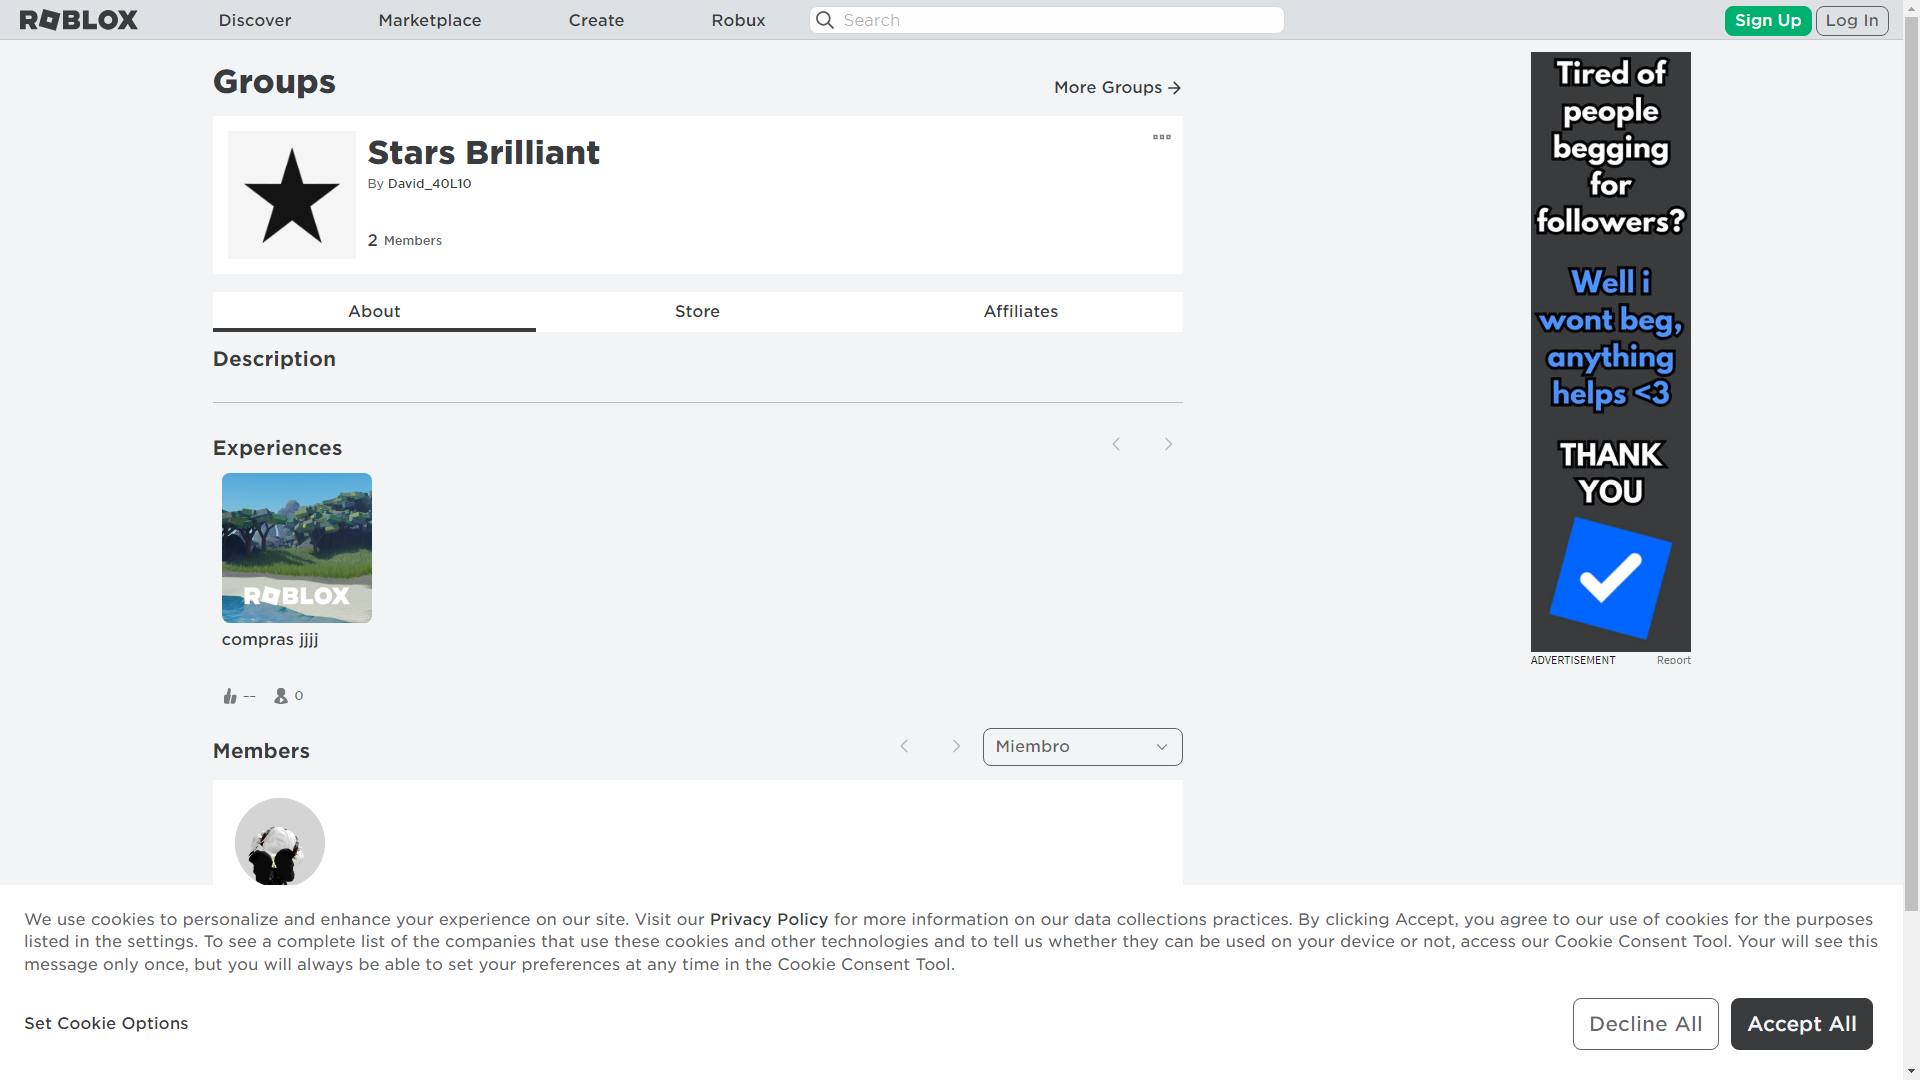 ROBLOX
Discover
Marketplace
Create
Robux
Search
Sign Up
Log In
Groups
More Groups
Stars Brilliant
By David_40L10
2 Members
About
Store
Affiliates
Description
Experiences
ROBLOX
compras jjjj
--
0
Members
Miembro
Tired of
people
begging
for
followers?
Well i
wont beg,
anything
helps <3
THANK
YOU
ADVERTISEMENT
Report
We use cookies to personalize and enhance your experience on our site. Visit our Privacy Policy for more information on our data collections practices. By clicking Accept, you agree to our use of cookies for the purposes
listed in the settings. To see a complete list of the companies that use these cookies and other technologies and to tell us whether they can be used on your device or not, access our Cookie Consent Tool. Your will see this
message only once, but you will always be able to set your preferences at any time in the Cookie Consent Tool.
Set Cookie Options
Decline All
Accept All